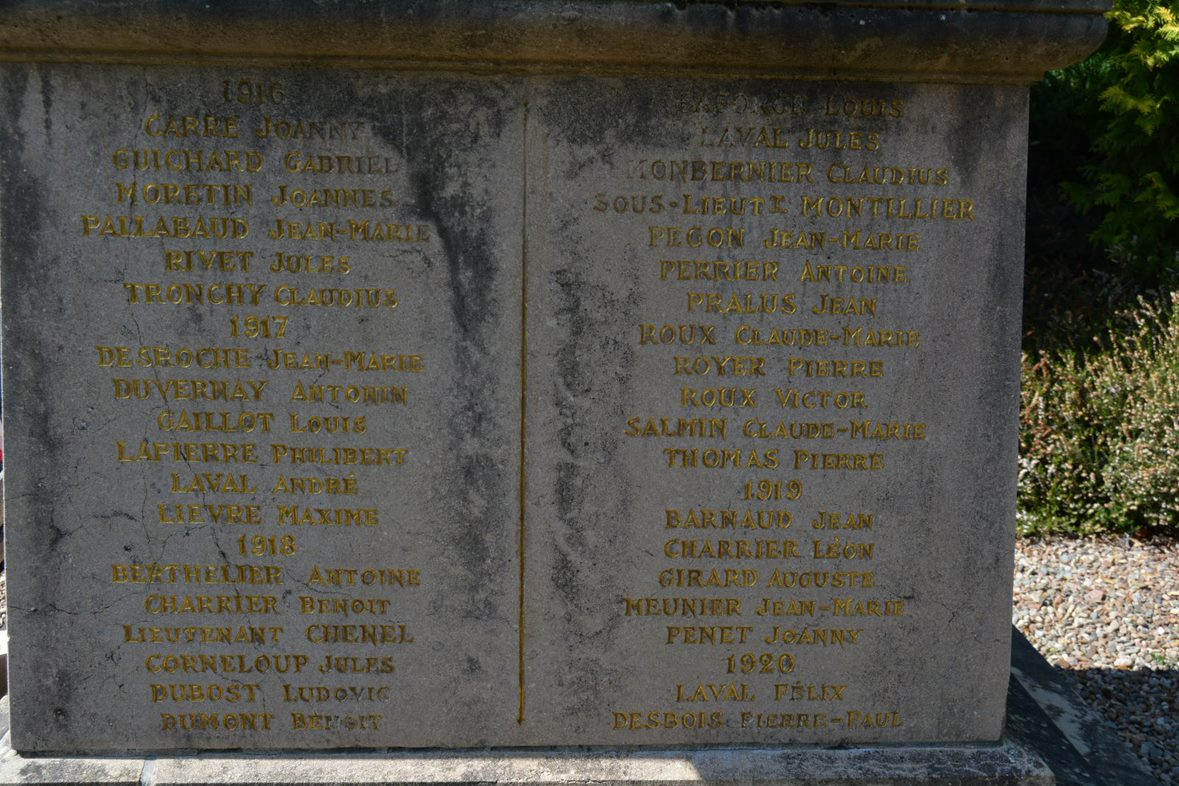 1916
CARRE JOANNY
GUICHARD GABRIEL
MORETIN JOANNES
PALLABAUD JEAN-MARIE
RIVET JULES
TRONCHY CLAUDIUS
1917
DESROCHE JEAN-MARIE
DUVERNAY ANTONIN
GAILLOT LOUIS
LAPIERRE PHILIBERT
LAVAL ANDRÉ
LIEVRE MAXIME
1918
BERTHELIER ANTOINE
CHARRIER BENOIT
LIEUTENANT CHENEL
CORNELOUP JULES
DUBOST LUDOVIC
DUMONT BENOIT
LOUIS
LAVAL JULES
MONBERNIER CLAUDIUS
SOUS-LIEUTT MONTILLIER
PEGON JEAN-MARIE
PERRIER ANTOINE
PRALUS JEAN
ROUX CLAUDE-MARIE
ROYER PIERRE
ROUX VICTOR
SALMIN CLAUDE-MARIE
THOMAS PIERRE
1919
BARNAUD JEAN
CHARRIER LÉON
GIRARD AUGUSTE
MEUNIER JEAN-MARIE
PENET JOANNY
1920
LAVAL FÉLIX
DESBOIS PIERRE-PAUL